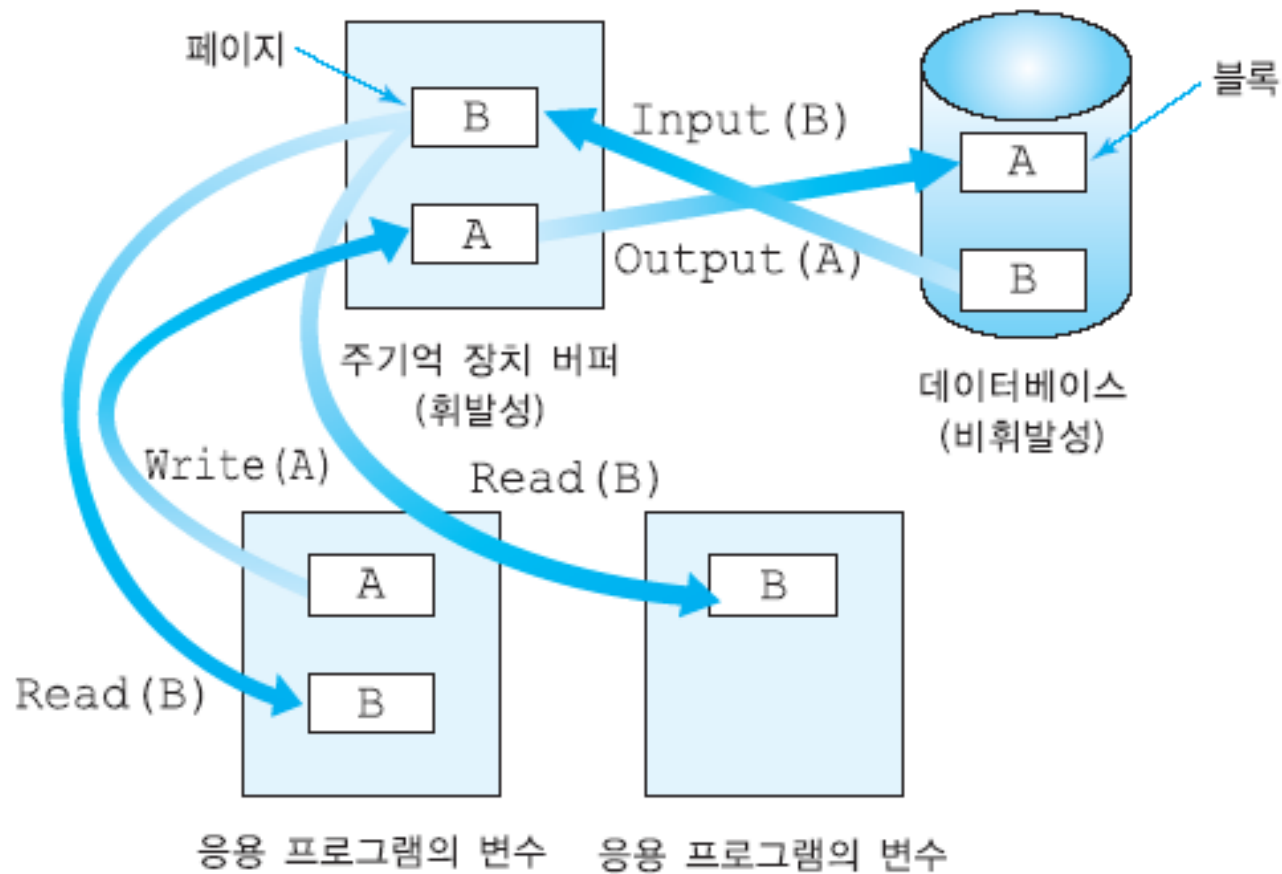 페이지
블록
B
Input(B)
A
A
Output(A)
B
주기억 장치 버퍼
(휘발성)
데이터베이스
(비휘발성)
Write(A)
Read(B)
A
B
Read(B)
B
응용 프로그램의 변수
응용 프로그램의 변수